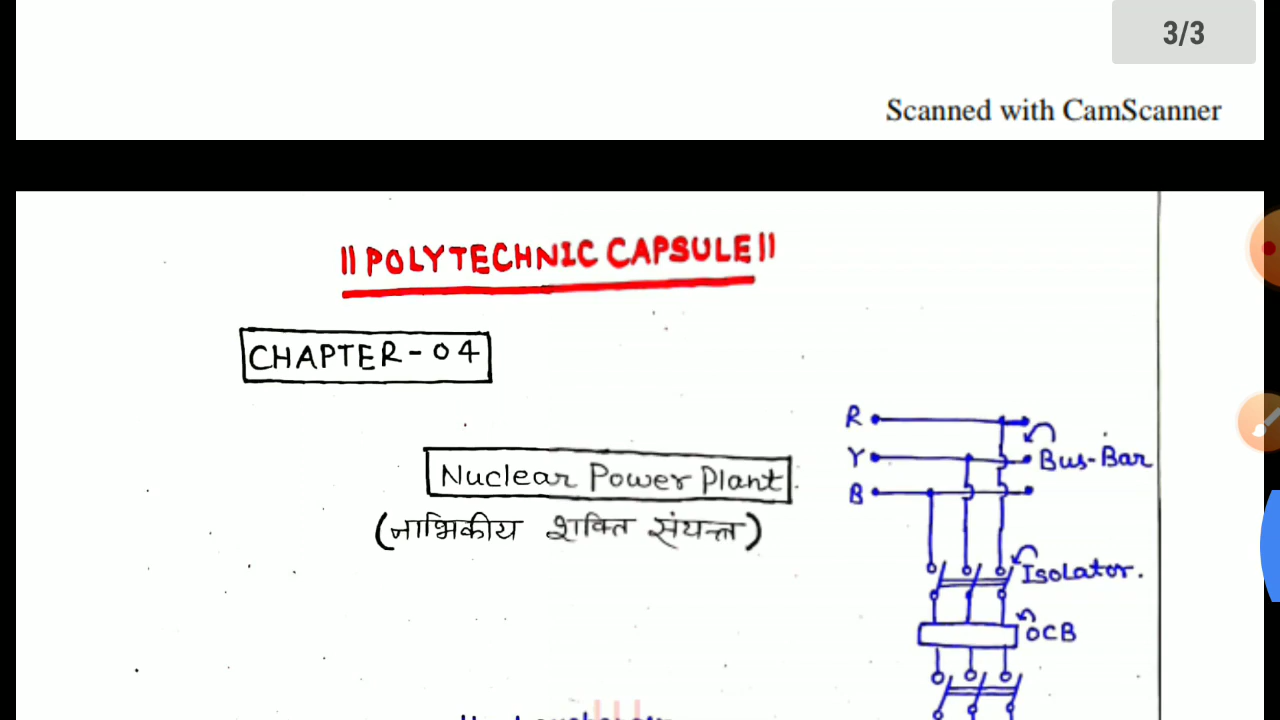 3/3
Scanned with CamScanner
|| POLYTECHNIC CAPSULE ||
CHAPTER-04
R
Y
Bus-Bar
B
Nuclear Power Plant
(नाभिकीय शक्ति संयन्त्र)
Isolator.
OCB